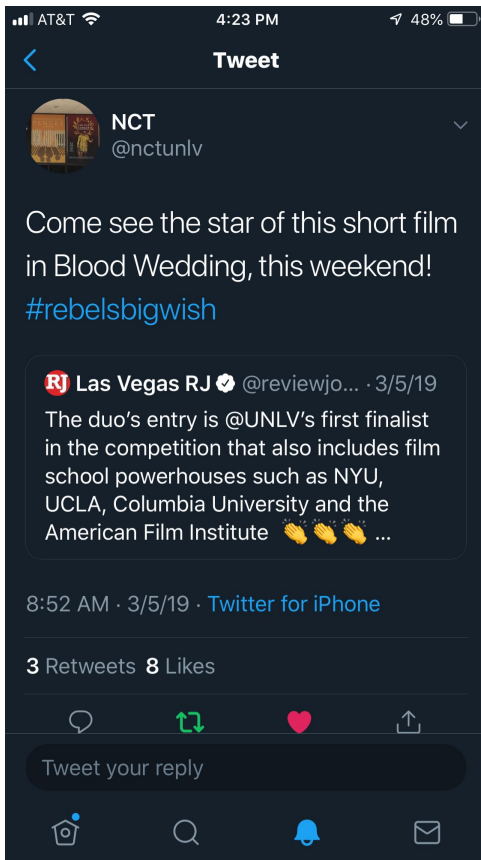 AT&T 4:23 PM 48%
Tweet
NCT
@nctunlv
Come see the star of this short film
in Blood Wedding, this weekend!
#rebelsbigwish
RJ Las Vegas RJ @reviewjo... · 3/5/19
The duo's entry is @UNLV's first finalist
in the competition that also includes film
school powerhouses such as NYU,
UCLA, Columbia University and the
American Film Institute 👏👏👏 ...
8:52 AM · 3/5/19 · Twitter for iPhone
3 Retweets 8 Likes
Tweet your reply